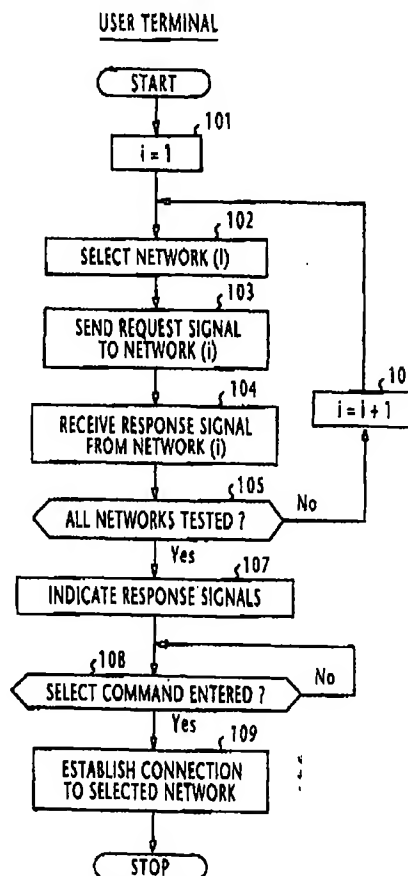 USER TERMINAL
START
101
i = 1
102
SELECT NETWORK (I)
103
SEND REQUEST SIGNAL
TO NETWORK (i)
104
RECEIVE RESPONSE SIGNAL
FROM NETWORK (i)
10
i = i + 1
105
ALL NETWORKS TESTED ?
No
Yes
107
INDICATE RESPONSE SIGNALS
108
SELECT COMMAND ENTERED ?
No
Yes
109
ESTABLISH CONNECTION
TO SELECTED NETWORK
STOP